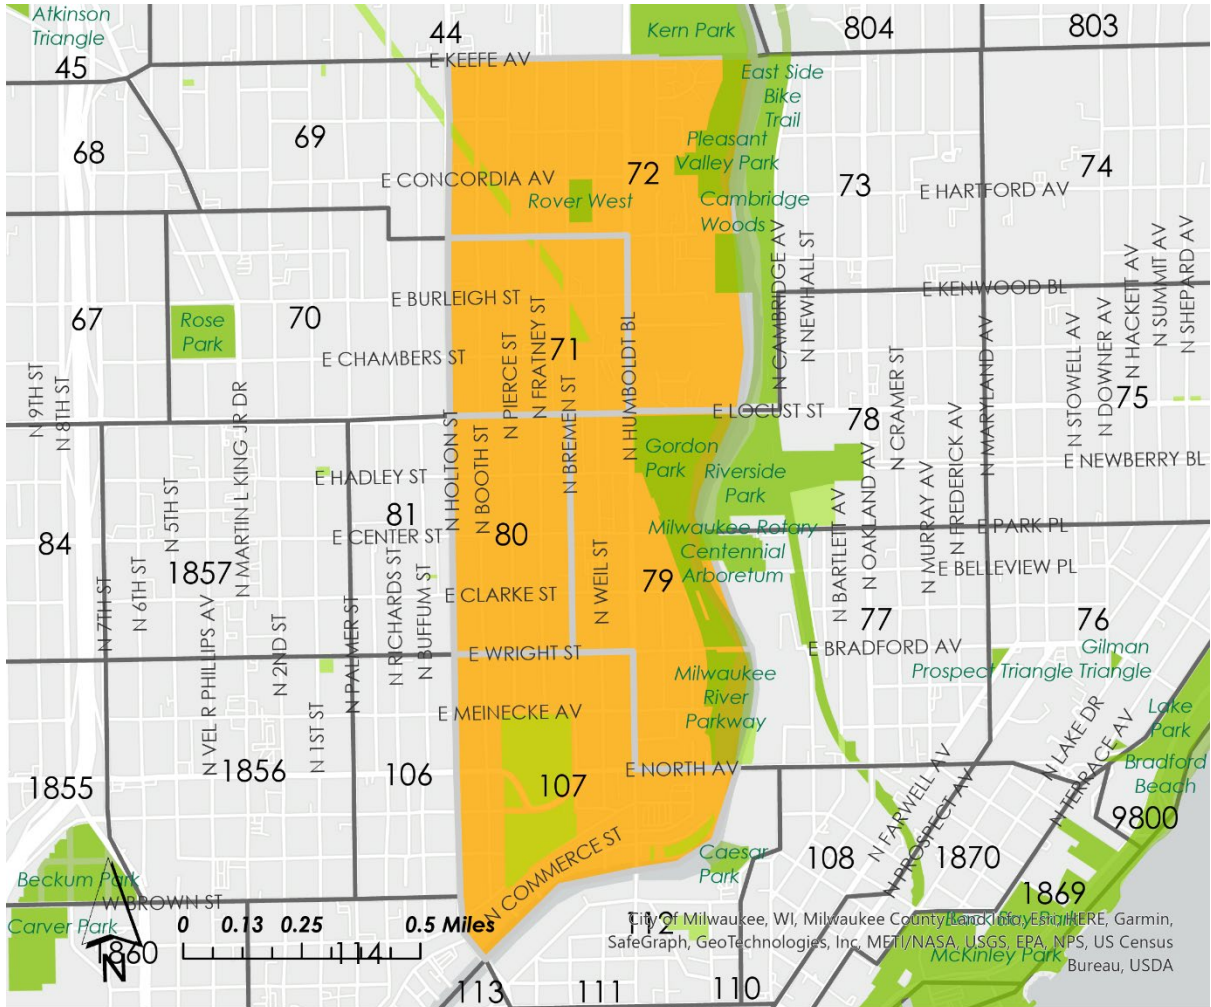 Atkinson
Triangle
44
Kern Park
804
803
E KEEFE AV
45
East Side
Bike
Trail
69
68
Pleasant
Valley Park
72
74
E CONCORDIA AV
73
E HARTFORD AV
Rover West
Cambridge
Woods
N CAMBRIDGE AV
N NEWHALL ST
E KENWOOD BL
N HACKETT AV
N SUMMIT AV
N SHEPARD AV
E BURLEIGH ST
67
Rose
Park
70
N PIERCE ST
N FRATNEY ST
71
N HUMBOLDT BL
N MARYLAND AV
N STOWELL AV
N DOWNER AV
E CHAMBERS ST
N 9TH ST
N 8TH ST
N MARTIN L KING JR DR
N BREMEN ST
N CRAMER ST
75
E LOCUST ST
78
N HOLTON ST
N BOOTH ST
N FREDERICK AV
Gordon
Park
Riverside
Park
E NEWBERRY BL
E HADLEY ST
N 5TH ST
81
N OAKLAND AV
N BARTLETT AV
N MURRAY AV
84
E CENTER ST
80
Milwaukee Rotary
Centennial
Arboretum
E PARK PL
1857
N 6TH ST
N 7TH ST
N RICHARDS ST
N BUFFUM ST
N WEIL ST
79
E BELLEVIEW PL
E CLARKE ST
N VEL R PHILLIPS AV
N 2ND ST
N PALMER ST
77
76
E WRIGHT ST
E BRADFORD AV
Gilman
Triangle
Prospect Triangle
Milwaukee
River
Parkway
N 1ST ST
E MEINECKE AV
N LAKE DR
N TERRACE AV
Lake
Park
1855
1856
106
107
E NORTH AV
N FARWELL AV
N PROSPECT AV
Bradford
Beach
9800
N COMMERCE ST
Caesar
Park
108
1870
Beckum Park
1869
W BROWN ST
Carver Park
0 0.13 0.25 0.5 Miles
112
Back Bay Park
City of Milwaukee, WI, Milwaukee County Land Info, Esri, HERE, Garmin,
SafeGraph, GeoTechnologies, Inc, METI/NASA, USGS, EPA, NPS, US Census
Bureau, USDA
McKinley Park
1860
N
114
113
111
110